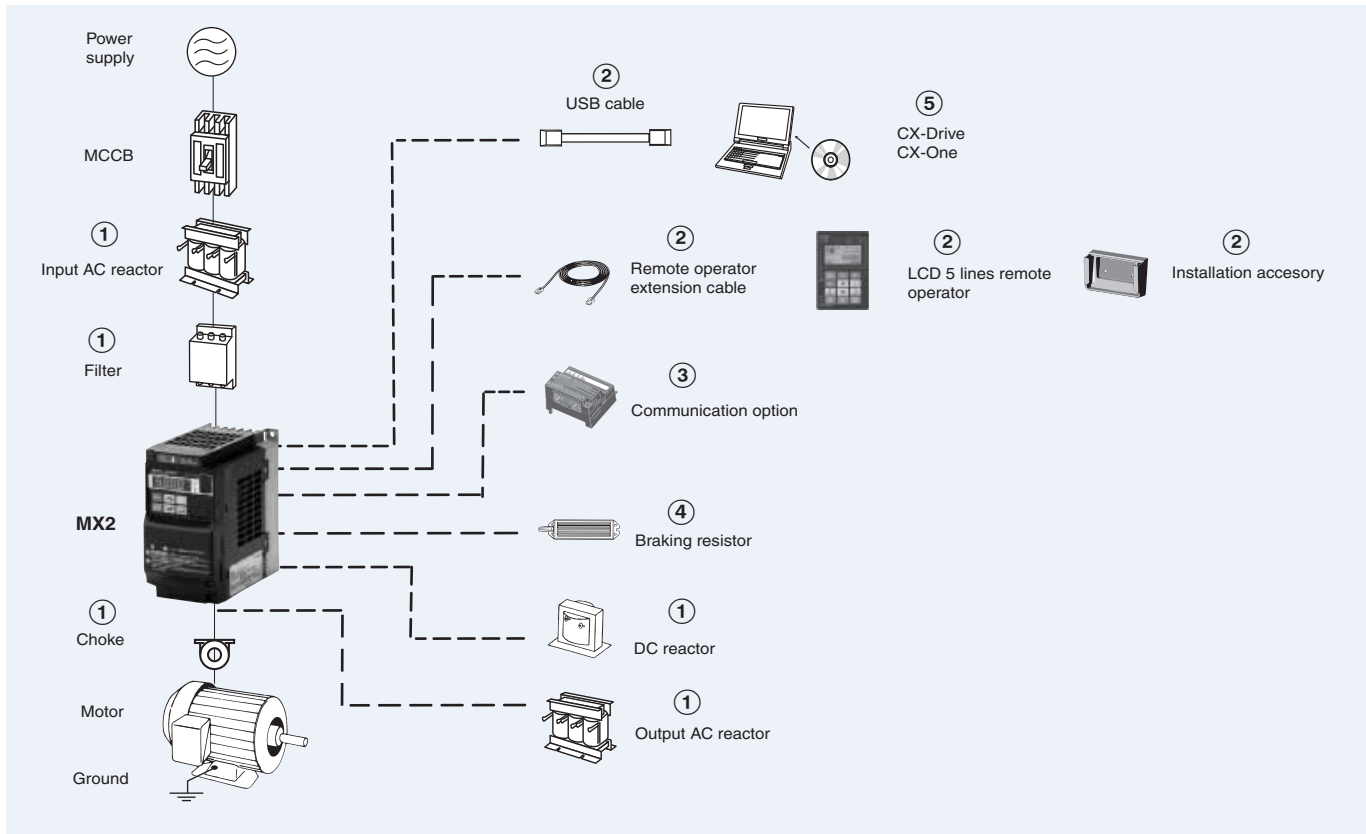 Power
supply
MCCB
①
Input AC reactor
①
Filter
MX2
①
Choke
Motor
Ground
②
USB cable
⑤
CX-Drive
CX-One
②
Remote operator
extension cable
②
LCD 5 lines remote
operator
②
Installation accesory
③
Communication option
④
Braking resistor
①
DC reactor
①
Output AC reactor